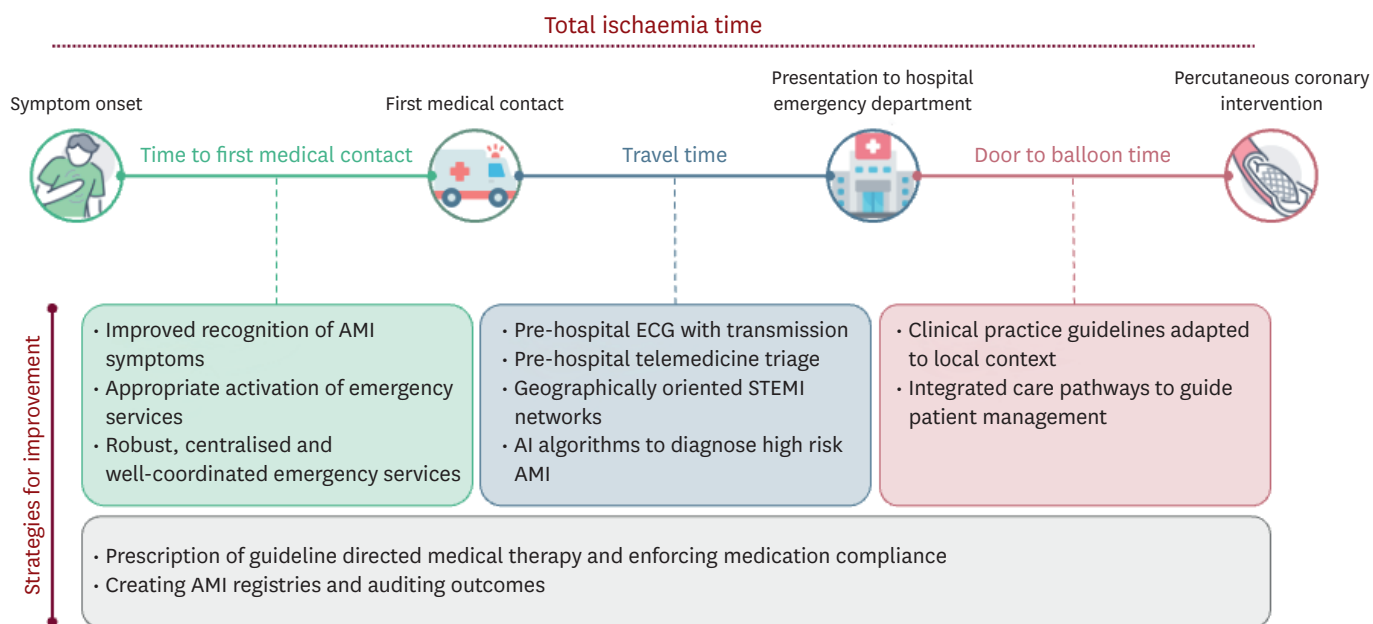 Total ischaemia time
Symptom onset
First medical contact
Presentation to hospital
emergency department
Percutaneous coronary
intervention
Time to first medical contact
Travel time
Door to balloon time
Strategies for improvement
· Improved recognition of AMI
symptoms
· Appropriate activation of emergency
services
· Robust, centralised and
well-coordinated emergency services
· Pre-hospital ECG with transmission
· Pre-hospital telemedicine triage
· Geographically oriented STEMI
networks
· AI algorithms to diagnose high risk
AMI
· Clinical practice guidelines adapted
to local context
· Integrated care pathways to guide
patient management
· Prescription of guideline directed medical therapy and enforcing medication compliance
· Creating AMI registries and auditing outcomes